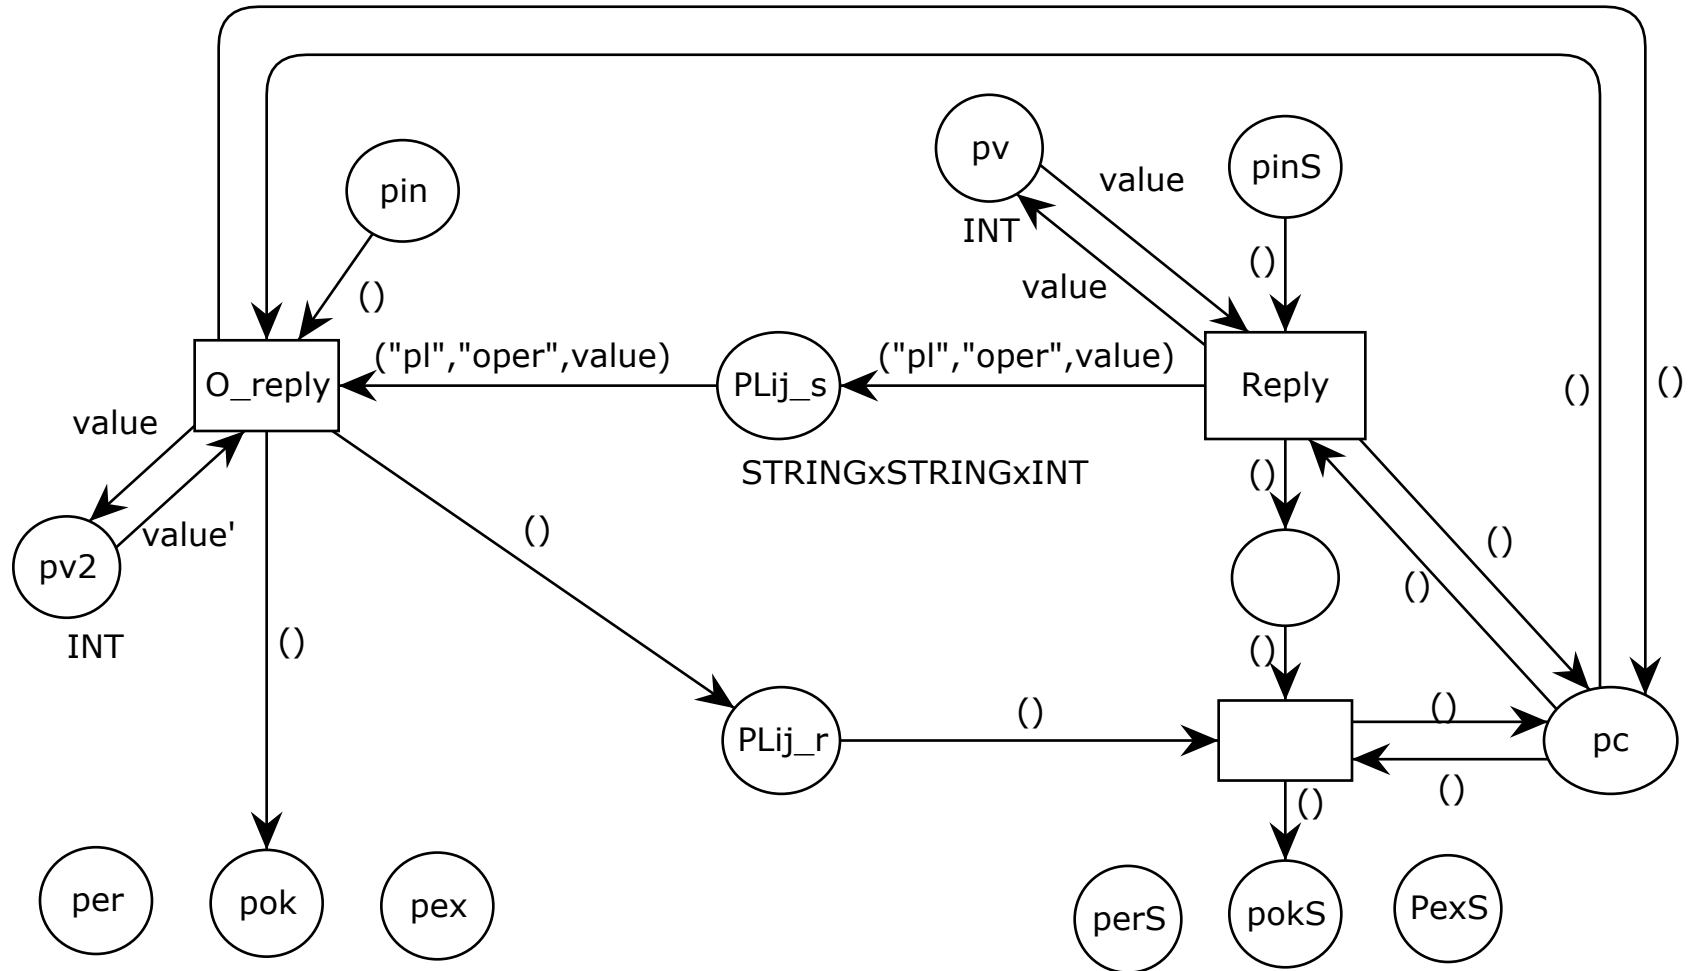 pv
pinS
pin
value
INT
()
value
()
("pl","oper",value)
("pl","oper",value)
O_reply
PLij_s
Reply
()
()
value
STRINGxSTRINGxINT
()
()
()
value'
()
pv2
INT
()
()
()
()
PLij_r
pc
()
()
per
pok
pex
perS
pokS
PexS